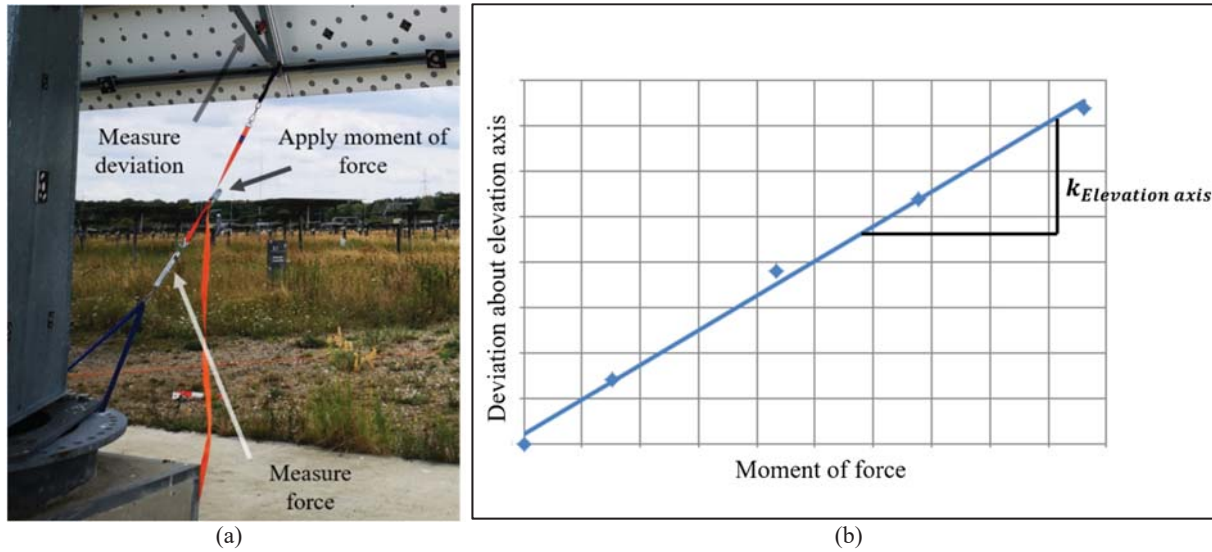 Measure
deviation
Apply moment of
force
Measure
force
(a)
Deviation about elevation axis
k_Elevation axis
Moment of force
(b)